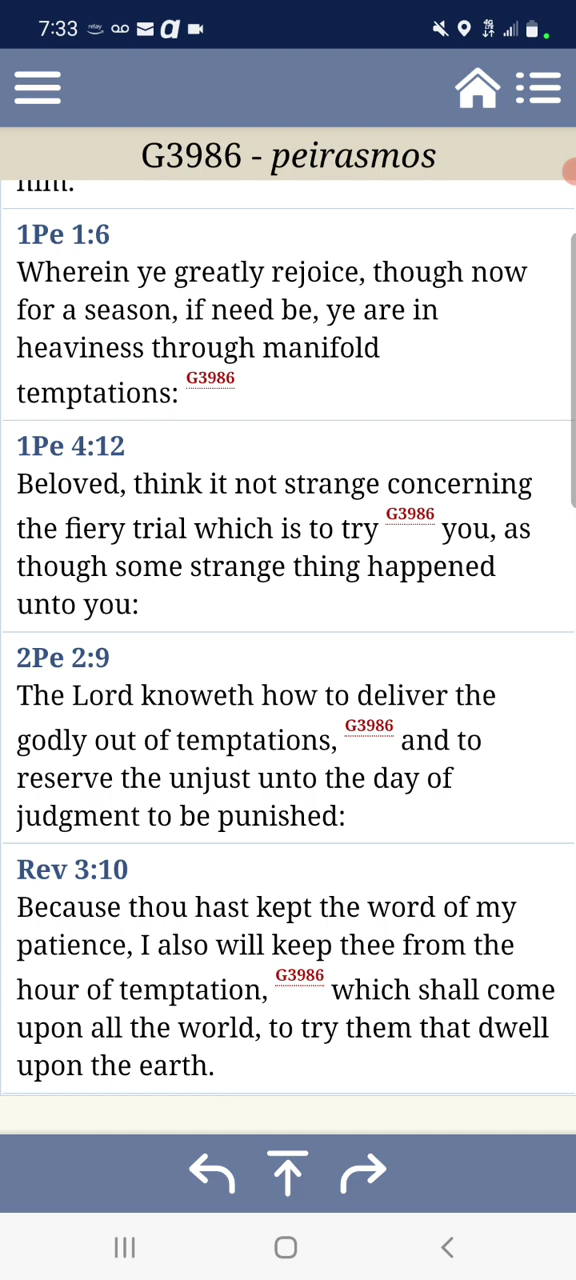 7:33
G3986 - peirasmos
him.
1Pe 1:6
Wherein ye greatly rejoice, though now
for a season, if need be, ye are in
heaviness through manifold
temptations: G3986
1Pe 4:12
Beloved, think it not strange concerning
the fiery trial which is to try G3986 you, as
though some strange thing happened
unto you:
2Pe 2:9
The Lord knoweth how to deliver the
godly out of temptations, G3986 and to
reserve the unjust unto the day of
judgment to be punished:
Rev 3:10
Because thou hast kept the word of my
patience, I also will keep thee from the
hour of temptation, G3986 which shall come
upon all the world, to try them that dwell
upon the earth.